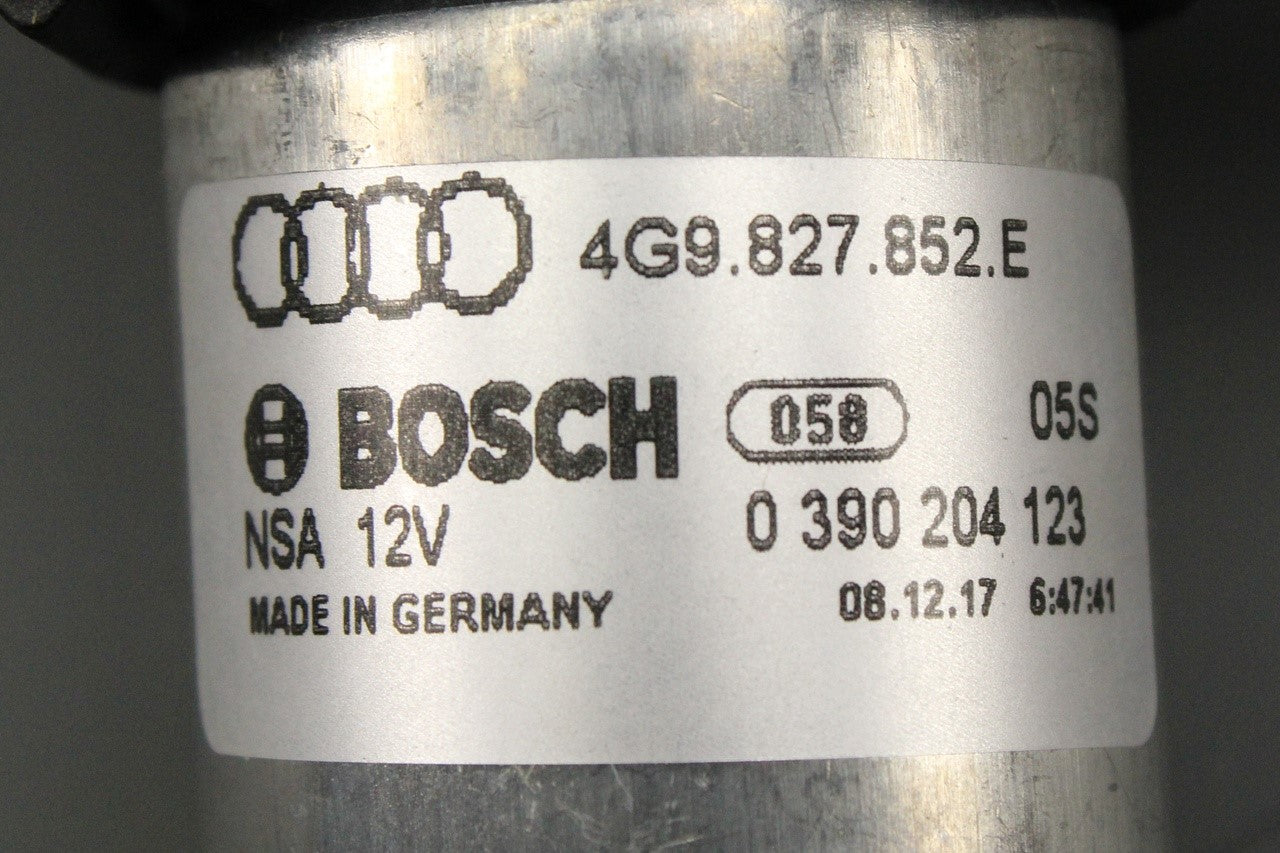 4G9.827.852.E
BOSCH 058 05S
NSA 12V 0 390 204 123
MADE IN GERMANY 08.12.17 6:47:41